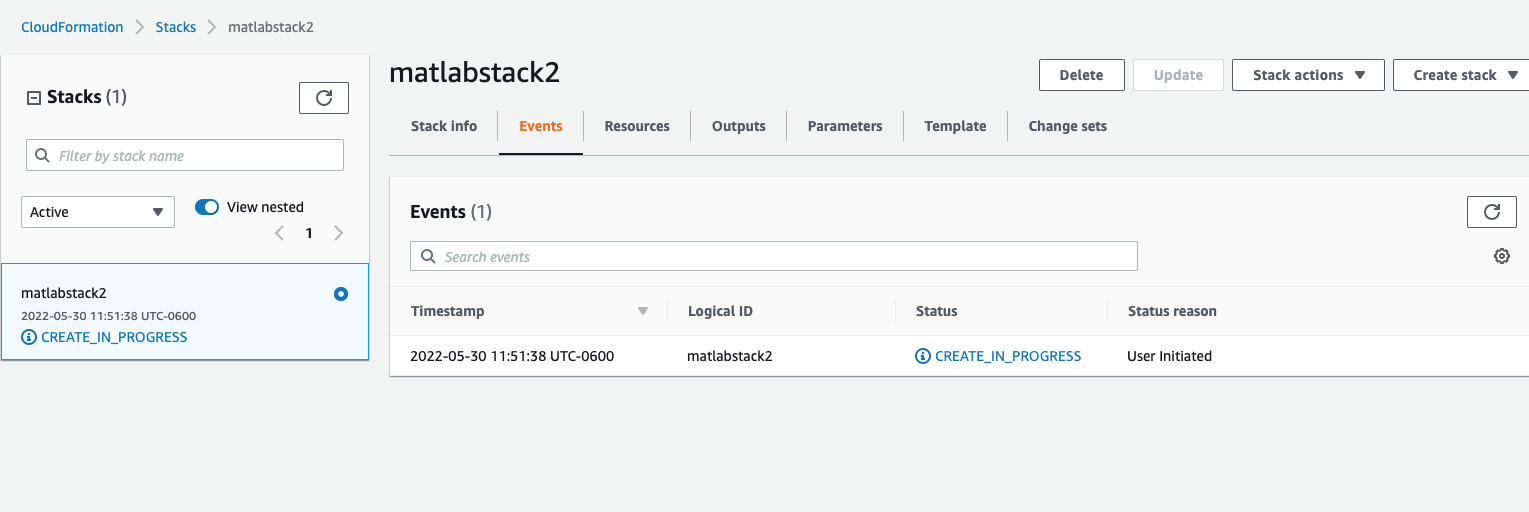 CloudFormation > Stacks > matlabstack2
Stacks (1)
Filter by stack name
Active
View nested
1
matlabstack2
2022-05-30 11:51:38 UTC-0600
CREATE_IN_PROGRESS
matlabstack2
Delete
Update
Stack actions
Create stack
Stack info
Events
Resources
Outputs
Parameters
Template
Change sets
Events (1)
Search events
Timestamp
Logical ID
Status
Status reason
2022-05-30 11:51:38 UTC-0600
matlabstack2
CREATE_IN_PROGRESS
User Initiated